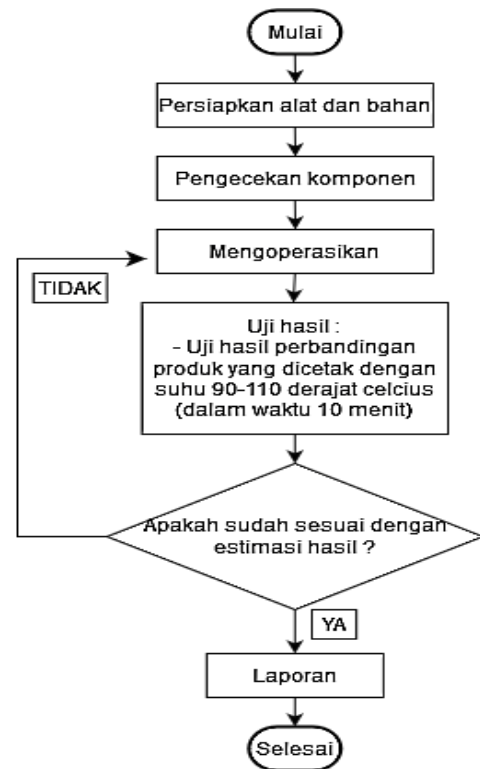 Mulai
Persiapkan alat dan bahan
Pengecekan komponen
Mengoperasikan
TIDAK
Uji hasil :
- Uji hasil perbandingan
produk yang dicetak dengan
suhu 90-110 derajat celcius
(dalam waktu 10 menit)
Apakah sudah sesuai dengan
estimasi hasil ?
YA
Laporan
Selesai